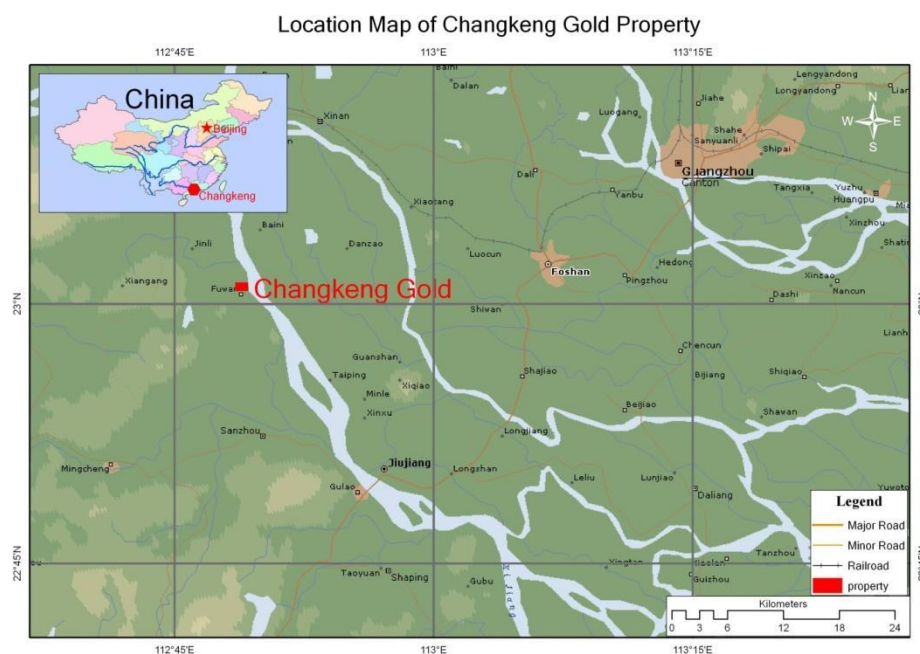 Location Map of Changkeng Gold Property
112°45'E
113°E
113°15'E
China
Beijing
Changkeng
Xinan
Baini
Dalan
Luogang
Jiahe
Lengyandong
Longyandong
N
W
E
S
Shahe
Sanyuanli
Shipai
Guangzhou
Canton
Dali
Yanbu
Tangxia
Yuzhu
Huangpu
Xinzhou
Xiaotang
Baini
Jinli
Danzao
Luocun
Foshan
Hedong
Pingzhou
Xinzao
Nancun
Dashi
Xiangang
Changkeng Gold
23°N
Shiwan
Guanshan
Chencun
Taiping
Xiqiao
Minle
Xinxu
Shajiao
Bijiang
Shiqiao
Beijiao
Shawan
Sanzhou
Longjiang
Mingcheng
Jiujiang
Longshan
Gulao
Leliu
Lunjiao
Daliang
22°45'N
Taoyuan
Shaping
Gubu
Xi Jiang
Guizhou
Tanzhou
Legend
Major Road
Minor Road
Railroad
property
Kilometers
0 3 6 12 18 24